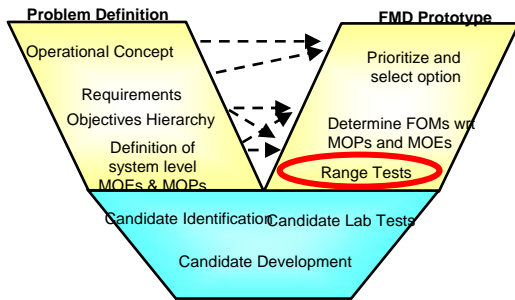 Problem Definition
FMD Prototype
Operational Concept
Requirements
Objectives Hierarchy
Definition of
system level
MOEs & MOPs
Prioritize and
select option
Determine FOMs wrt
MOPs and MOEs
Range Tests
Candidate Identification
Candidate Lab Tests
Candidate Development